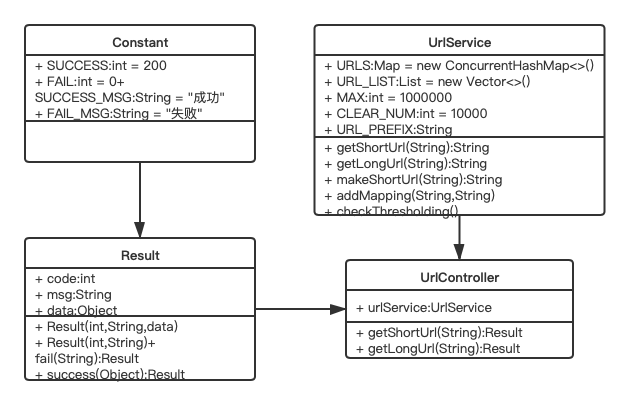 Constant
+ SUCCESS:int = 200
+ FAIL:int = 0+
SUCCESS_MSG:String = "成功"
+ FAIL_MSG:String = "失败"
UrlService
+ URLS:Map = new ConcurrentHashMap<>()
+ URL_LIST:List = new Vector<>()
+ MAX:int = 1000000
+ CLEAR_NUM:int = 10000
+ URL_PREFIX:String
+ getShortUrl(String):String
+ getLongUrl(String):String
+ makeShortUrl(String):String
+ addMapping(String,String)
+ checkThresholding()
Result
+ code:int
+ msg:String
+ data:Object
+ Result(int,String,data)
+ Result(int,String)+
fail(String):Result
+ success(Object):Result
UrlController
+ urlService:UrlService
+ getShortUrl(String):Result
+ getLongUrl(String):Result